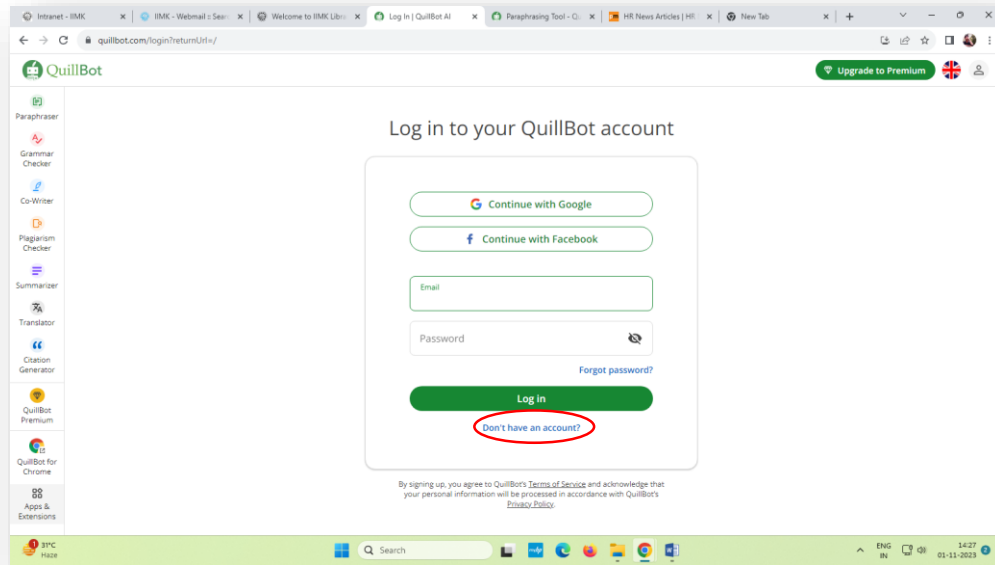 Intranet - IIMK
IIMK - Webmail :: Sear
Welcome to IIMK Libr
Log In | QuillBot AI
Paraphrasing Tool - Q
HR News Articles | HR
New Tab
quillbot.com/login?returnUrl=/
QuillBot
Upgrade to Premium
Paraphraser
Grammar
Checker
Co-Writer
Plagiarism
Checker
Summarizer
Translator
Citation
Generator
QuillBot
Premium
QuillBot for
Chrome
Apps &
Extensions
Log in to your QuillBot account
Continue with Google
Continue with Facebook
Email
Password
Forgot password?
Log in
Don't have an account?
By signing up, you agree to QuillBot's Terms of Service and acknowledge that
your personal information will be processed in accordance with QuillBot's
Privacy Policy.
31°C
Haze
Search
ENG
IN
14:27
01-11-2023